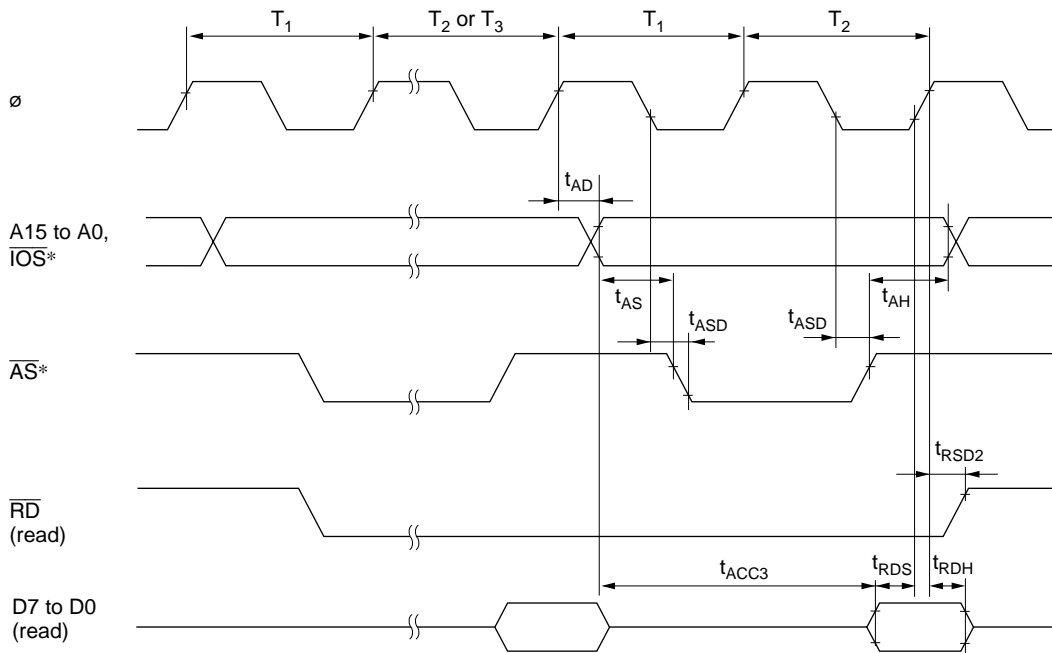 T1 T2 or T3 T1 T2
ø
tAD
A15 to A0,
IOS*
tAS tAH
tASD tASD
AS*
tRSD2
RD
(read)
tACC3 tRDS tRDH
D7 to D0
(read)